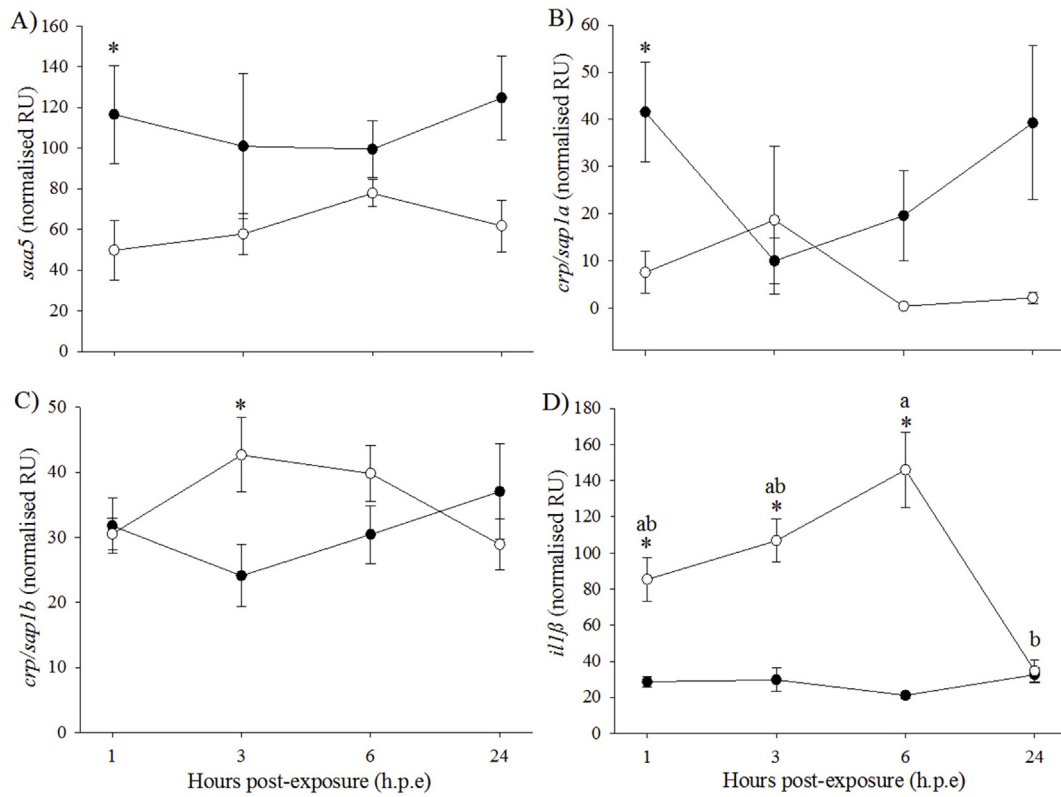 A)
saa5 (normalised RU)
160
140
120
100
80
60
40
20
0
*
B)
crp/sap1a (normalised RU)
60
50
40
30
20
10
0
*
C)
crp/sap1b (normalised RU)
50
40
30
20
10
0
*
1 3 6 24
Hours post-exposure (h.p.e)
D)
il1β (normalised RU)
180
160
140
120
100
80
60
40
20
0
ab
*
ab
*
a
*
b
1 3 6 24
Hours post-exposure (h.p.e)